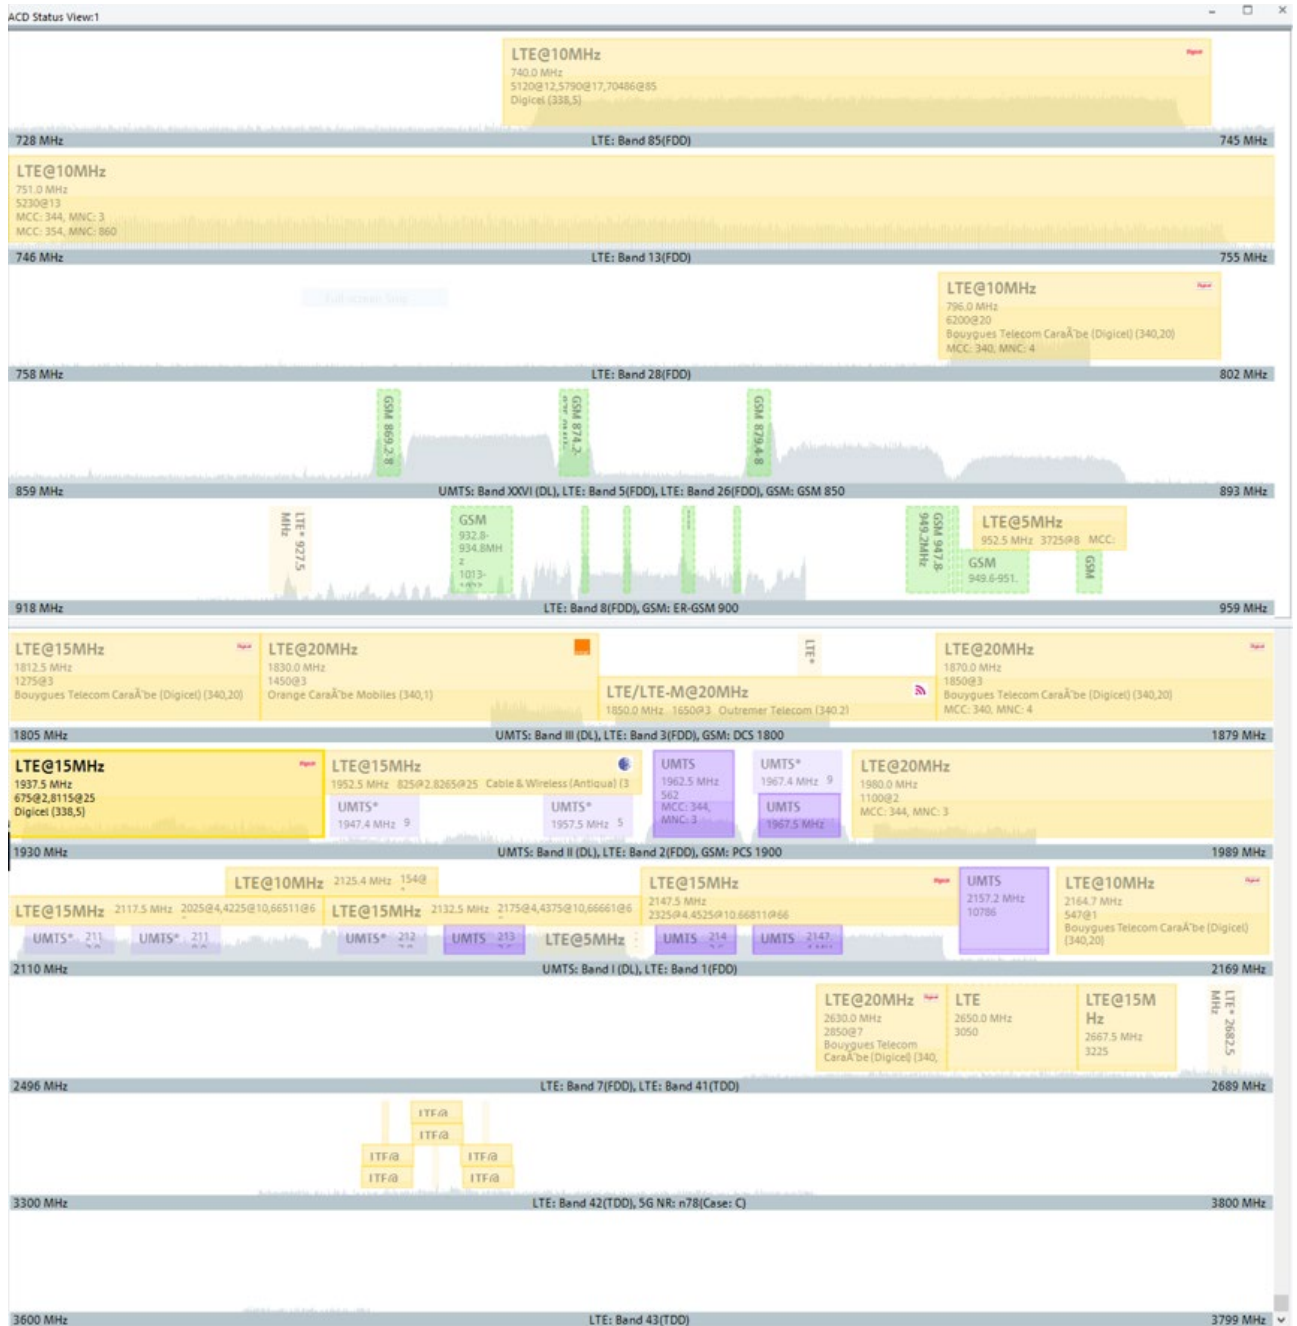 ACD Status View:1
LTE@10MHz
740.0 MHz
5120@12,5790@17,70486@85
Digicel (338,5)
728 MHz LTE: Band 85(FDD) 745 MHz
LTE@10MHz
751.0 MHz
5230@13
MCC: 344, MNC: 3
MCC: 354, MNC: 860
746 MHz LTE: Band 13(FDD) 755 MHz
LTE@10MHz
796.0 MHz
6200@20
Bouygues Telecom CaraÃ¯be (Digicel) (340,20)
MCC: 340, MNC: 4
758 MHz LTE: Band 28(FDD) 802 MHz
GSM 869.2-8
GSM 874.2-
GSM 879.4-8
859 MHz UMTS: Band XXVI (DL), LTE: Band 5(FDD), LTE: Band 26(FDD), GSM: GSM 850 893 MHz
LTE* 927.5
MHz
GSM
932.8-
934.8MH
z
1013-
GSM 947.8-
949.2MHz
LTE@5MHz
952.5 MHz 3725@8 MCC:
GSM
949.6-951.
GSM
918 MHz LTE: Band 8(FDD), GSM: ER-GSM 900 959 MHz
LTE@15MHz
1812.5 MHz
1275@3
Bouygues Telecom CaraÃ¯be (Digicel) (340,20)
LTE@20MHz
1830.0 MHz
1450@3
Orange CaraÃ¯be Mobiles (340,1)
LTE/LTE-M@20MHz
1850.0 MHz 1650@3 Outremer Telecom (340,2)
LTE*
LTE@20MHz
1870.0 MHz
1850@3
Bouygues Telecom CaraÃ¯be (Digicel) (340,20)
MCC: 340, MNC: 4
1805 MHz UMTS: Band III (DL), LTE: Band 3(FDD), GSM: DCS 1800 1879 MHz
LTE@15MHz
1937.5 MHz
675@2,8115@25
Digicel (338,5)
LTE@15MHz
1952.5 MHz 825@2,8265@25 Cable & Wireless (Antigua) (3
UMTS*
1947.4 MHz 9
UMTS*
1957.5 MHz 5
UMTS
1962.5 MHz
562
MCC: 344,
MNC: 3
UMTS*
1967.4 MHz 9
UMTS
1967.5 MHz
LTE@20MHz
1980.0 MHz
1100@2
MCC: 344, MNC: 3
1930 MHz UMTS: Band II (DL), LTE: Band 2(FDD), GSM: PCS 1900 1989 MHz
LTE@10MHz 2125.4 MHz 154@
LTE@15MHz 2117.5 MHz 2025@4,4225@10,66511@6
LTE@15MHz 2132.5 MHz 2175@4,4375@10,66661@6
LTE@15MHz
2147.5 MHz
2325@4,4525@10,66811@66
UMTS
2157.2 MHz
10786
LTE@10MHz
2164.7 MHz
547@1
Bouygues Telecom CaraÃ¯be (Digicel)
(340,20)
UMTS* 211
UMTS* 211
UMTS* 212
UMTS 213
LTE@5MHz
UMTS 214
UMTS 2147
2110 MHz UMTS: Band I (DL), LTE: Band 1(FDD) 2169 MHz
LTE@20MHz
2630.0 MHz
2850@7
Bouygues Telecom
CaraÃ¯be (Digicel) (340,
LTE
2650.0 MHz
3050
LTE@15M
Hz
2667.5 MHz
3225
LTE* 2682.5
MHz
2496 MHz LTE: Band 7(FDD), LTE: Band 41(TDD) 2689 MHz
LTE@
LTE@
LTE@ LTE@
LTE@ LTE@
3300 MHz LTE: Band 42(TDD), 5G NR: n78(Case: C) 3800 MHz
3600 MHz LTE: Band 43(TDD) 3799 MHz